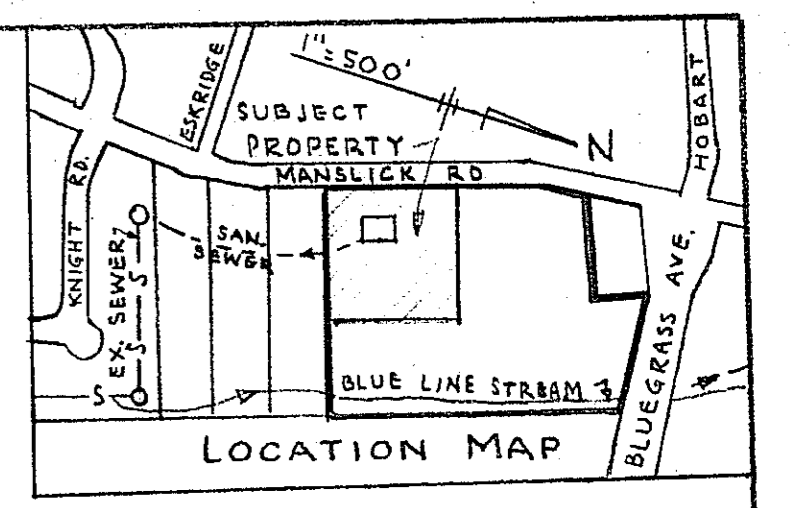 1"=500'
ESKRIDGE
HOBART
SUBJECT
PROPERTY
N
MANSLICK RD
KNIGHT RD.
EX. SEWER
SAN.
SEWER
S
S
S
BLUE LINE STREAM
BLUEGRASS AVE.
LOCATION MAP